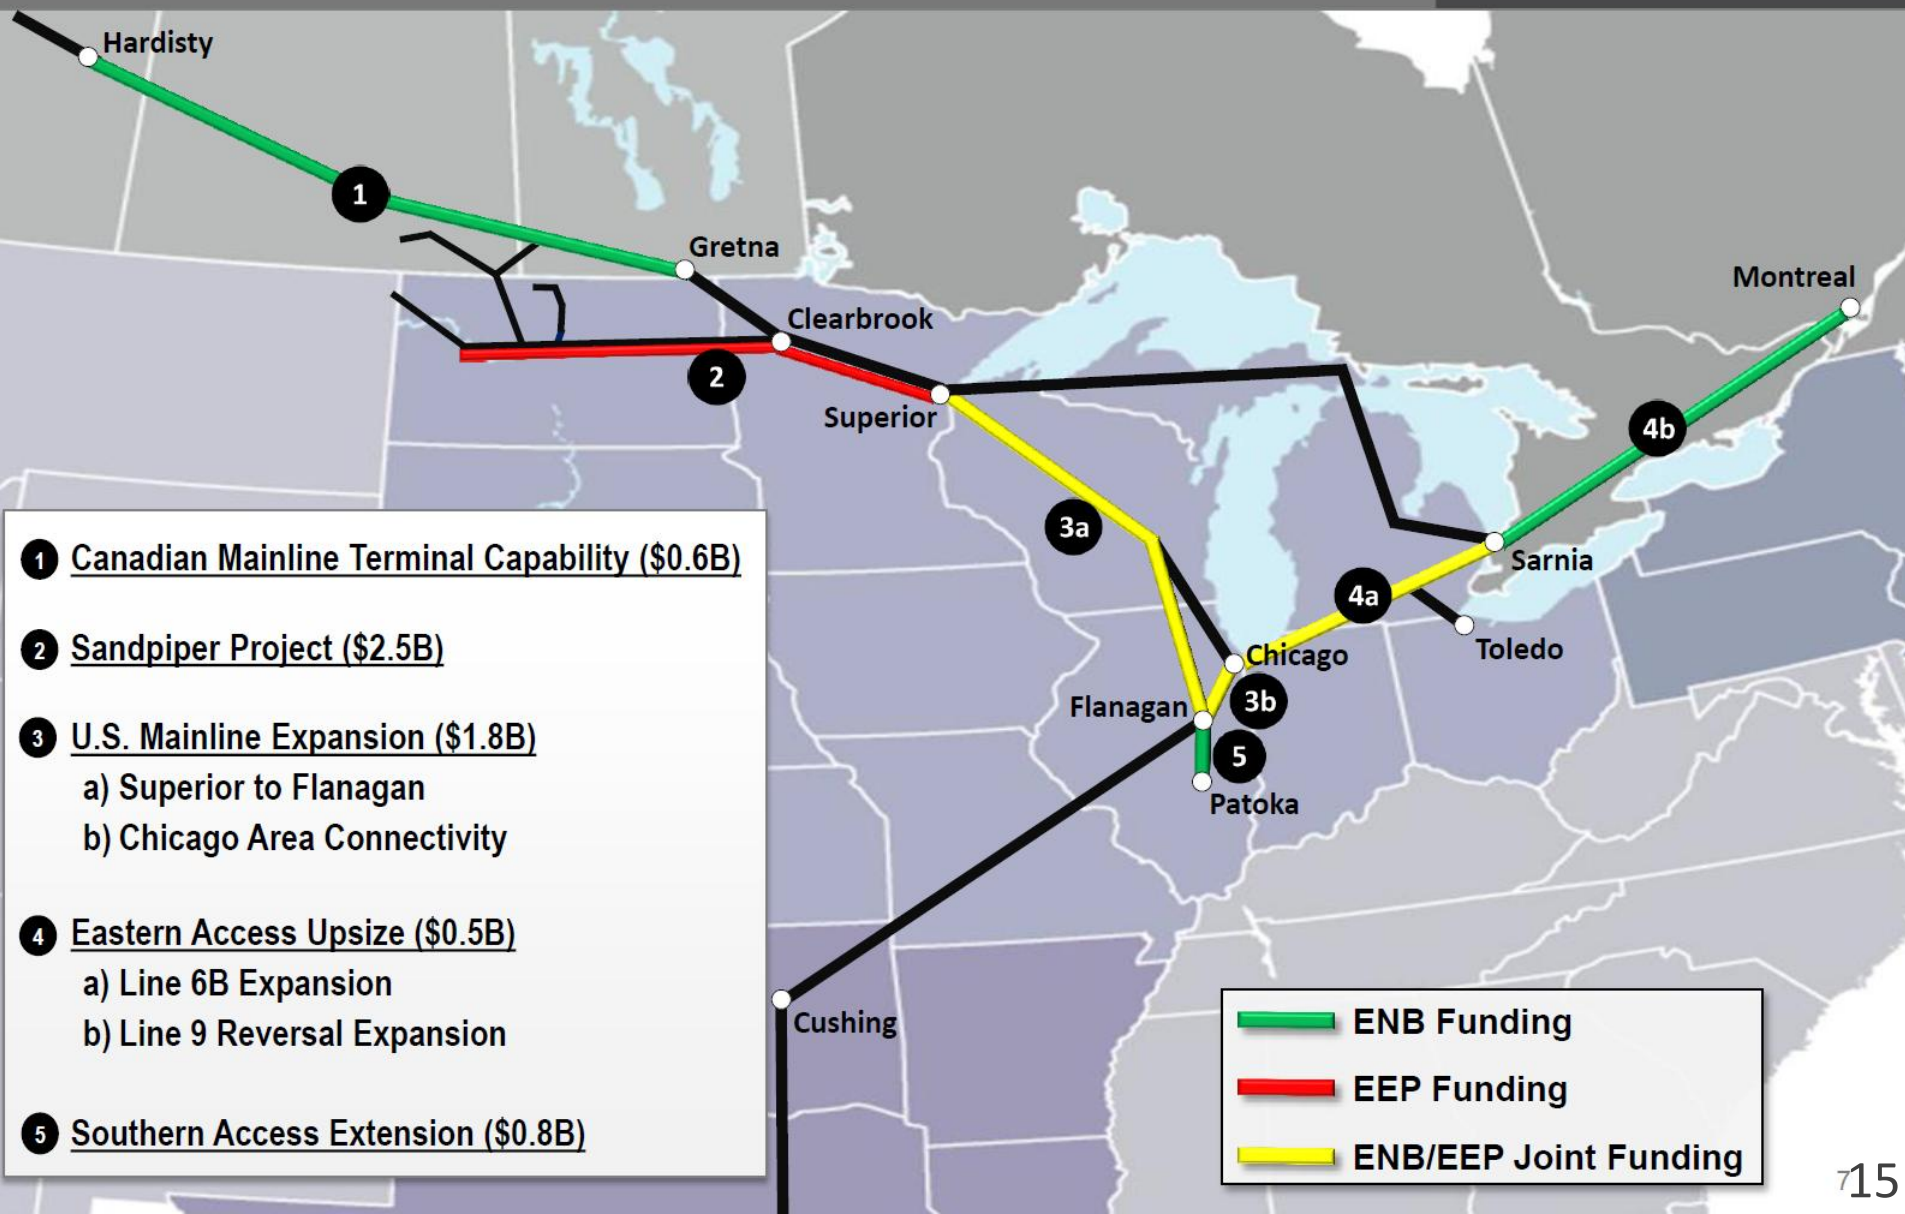 Hardisty
1
Gretna
Clearbrook
2
Superior
Montreal
4b
3a
Sarnia
4a
Toledo
Chicago
3b
Flanagan
5
Patoka
Cushing
1 Canadian Mainline Terminal Capability ($0.6B)
2 Sandpiper Project ($2.5B)
3 U.S. Mainline Expansion ($1.8B)
a) Superior to Flanagan
b) Chicago Area Connectivity
4 Eastern Access Upsize ($0.5B)
a) Line 6B Expansion
b) Line 9 Reversal Expansion
5 Southern Access Extension ($0.8B)
ENB Funding
EEP Funding
ENB/EEP Joint Funding
7
15